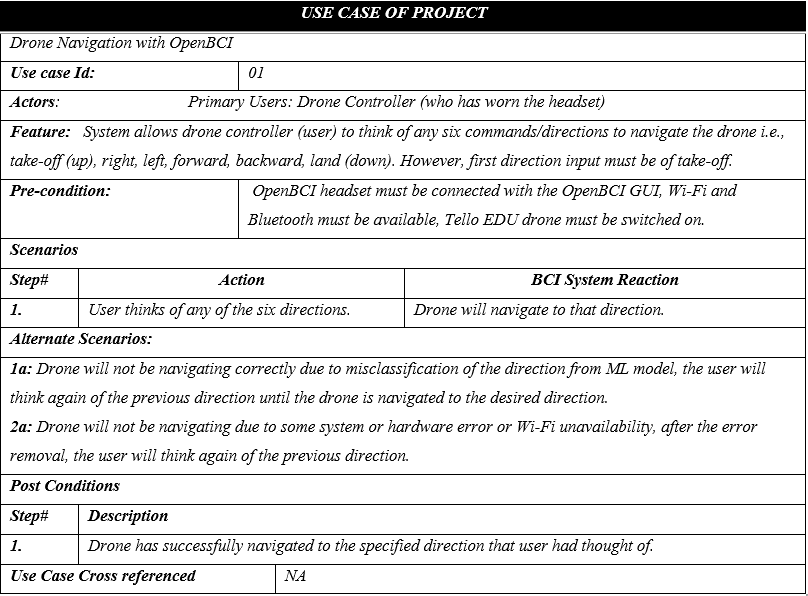 USE CASE OF PROJECT
Drone Navigation with OpenBCI
Use case Id: 01
Actors: Primary Users: Drone Controller (who has worn the headset)
Feature: System allows drone controller (user) to think of any six commands/directions to navigate the drone i.e.,
take-off (up), right, left, forward, backward, land (down). However, first direction input must be of take-off.
Pre-condition: OpenBCI headset must be connected with the OpenBCI GUI, Wi-Fi and
Bluetooth must be available, Tello EDU drone must be switched on.
Scenarios
Step# Action BCI System Reaction
1. User thinks of any of the six directions. Drone will navigate to that direction.
Alternate Scenarios:
1a: Drone will not be navigating correctly due to misclassification of the direction from ML model, the user will
think again of the previous direction until the drone is navigated to the desired direction.
2a: Drone will not be navigating due to some system or hardware error or Wi-Fi unavailability, after the error
removal, the user will think again of the previous direction.
Post Conditions
Step# Description
1. Drone has successfully navigated to the specified direction that user had thought of.
Use Case Cross referenced NA